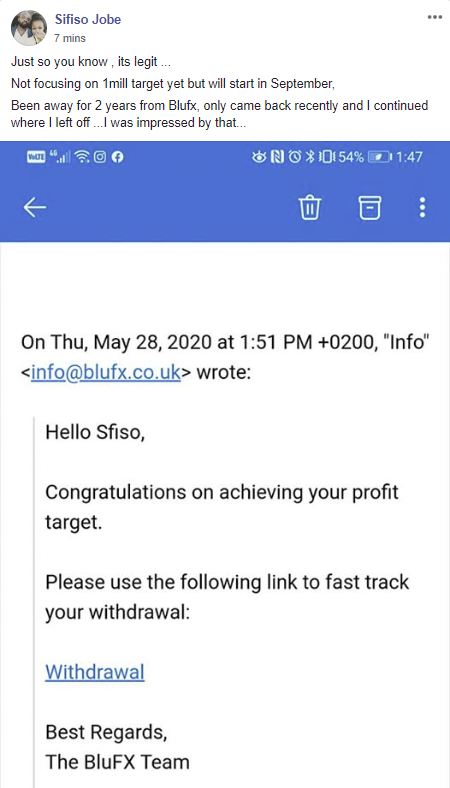 Sifiso Jobe
7 mins
Just so you know , its legit ...
Not focusing on 1mill target yet but will start in September,
Been away for 2 years from Blufx, only came back recently and I continued
where I left off ...I was impressed by that...
VoLTE 4G 54% 1:47
On Thu, May 28, 2020 at 1:51 PM +0200, "Info"
<info@blufx.co.uk> wrote:
Hello Sfiso,
Congratulations on achieving your profit
target.
Please use the following link to fast track
your withdrawal:
Withdrawal
Best Regards,
The BluFX Team